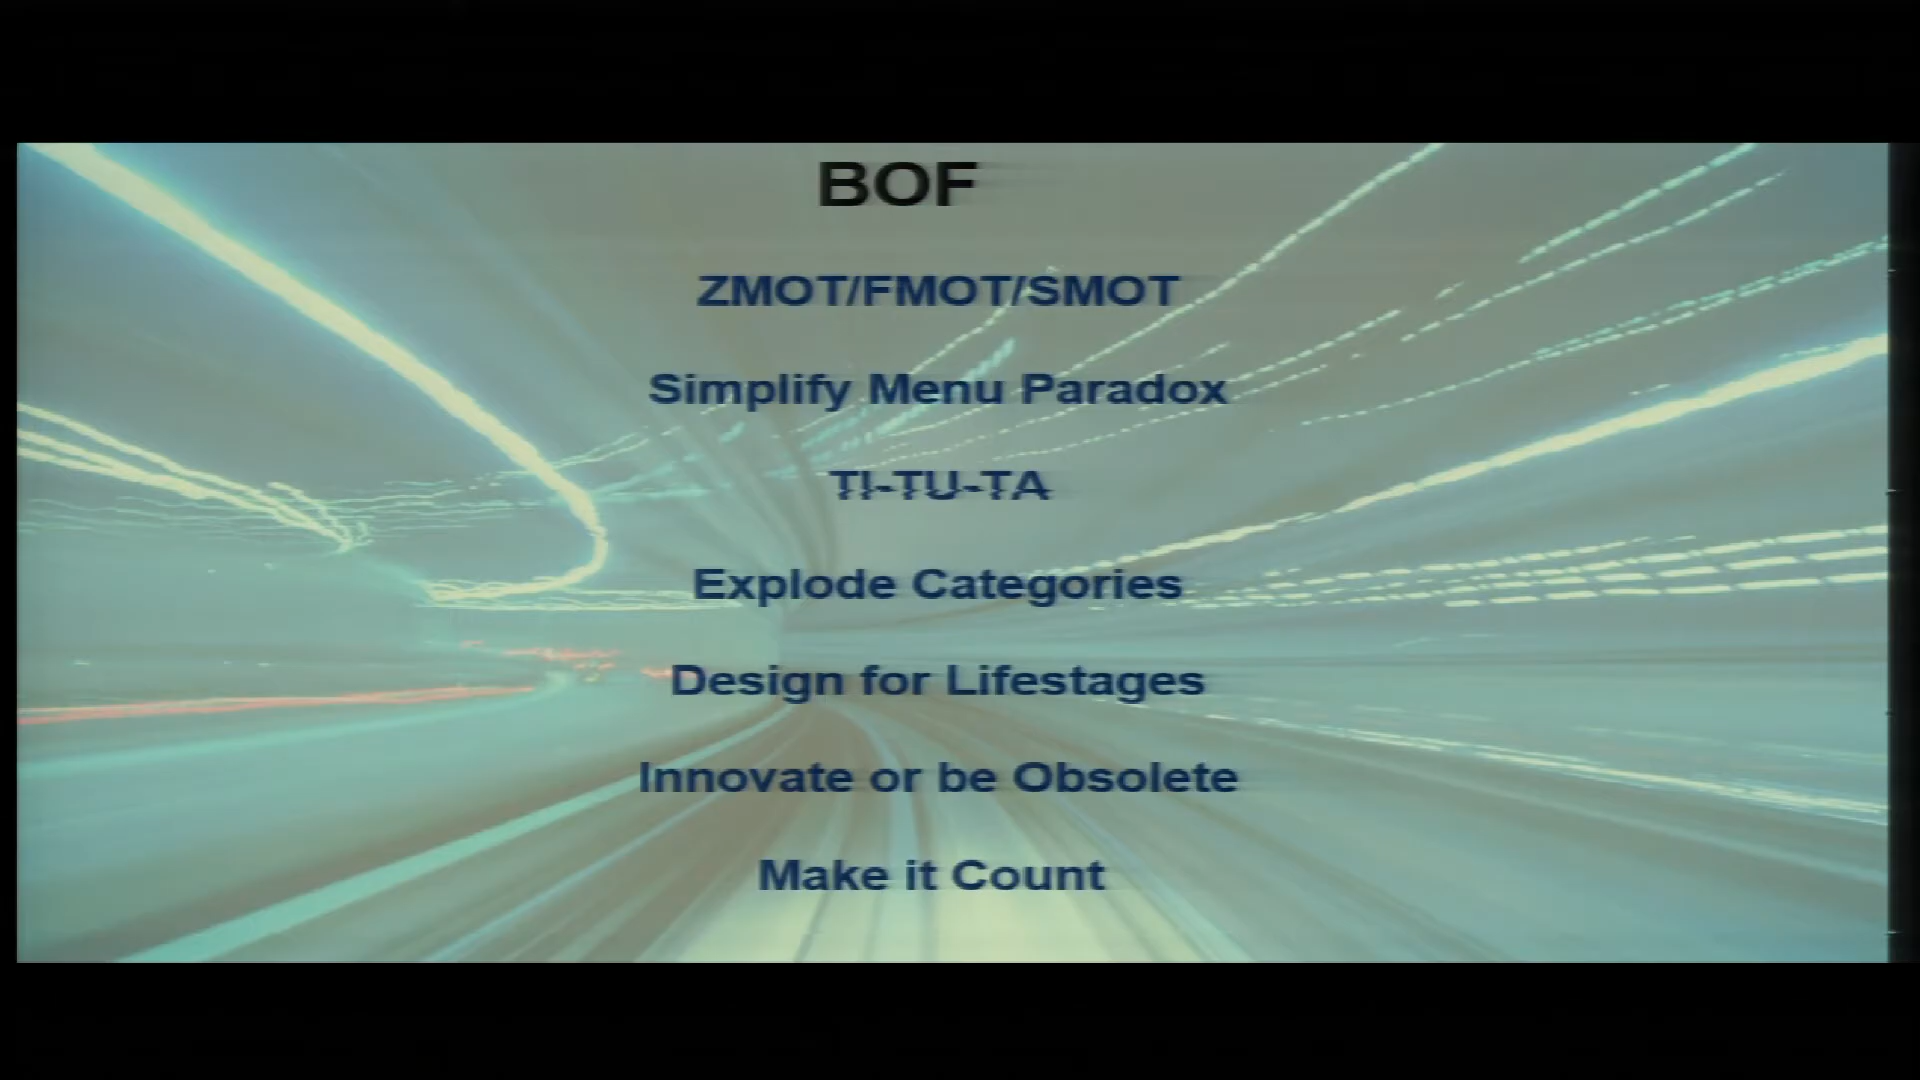 BOF
ZMOT/FMOT/SMOT
Simplify Menu Paradox
TI-TU-TA
Explode Categories
Design for Lifestages
Innovate or be Obsolete
Make it Count